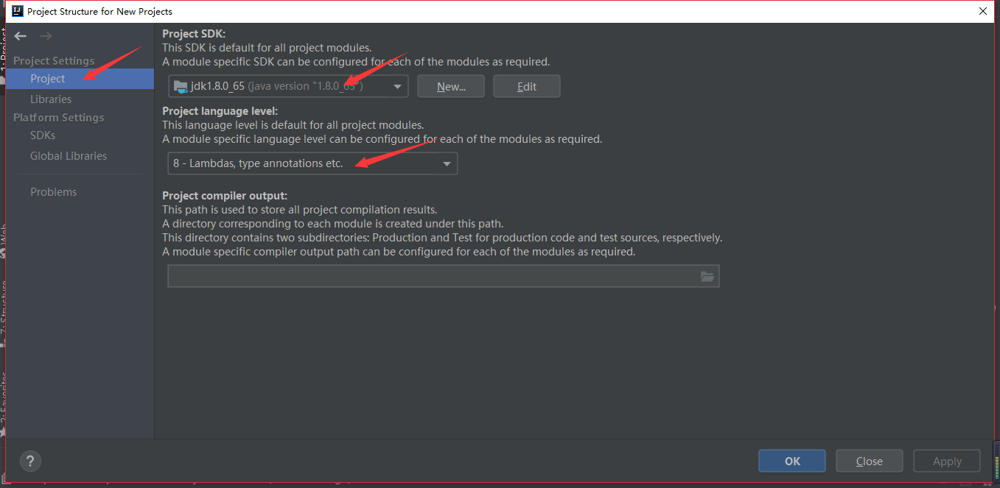 Project Structure for New Projects
Project Settings
Project
Libraries
Platform Settings
SDKs
Global Libraries
Problems
Project SDK:
This SDK is default for all project modules.
A module specific SDK can be configured for each of the modules as required.
jdk1.8.0_65 (java version "1.8.0_65")
New...
Edit
Project language level:
This language level is default for all project modules.
A module specific language level can be configured for each of the modules as required.
8 - Lambdas, type annotations etc.
Project compiler output:
This path is used to store all project compilation results.
A directory corresponding to each module is created under this path.
This directory contains two subdirectories: Production and Test for production code and test sources, respectively.
A module specific compiler output path can be configured for each of the modules as required.
?
OK
Close
Apply
1: Project
Web
7: Structure
2: Favorites